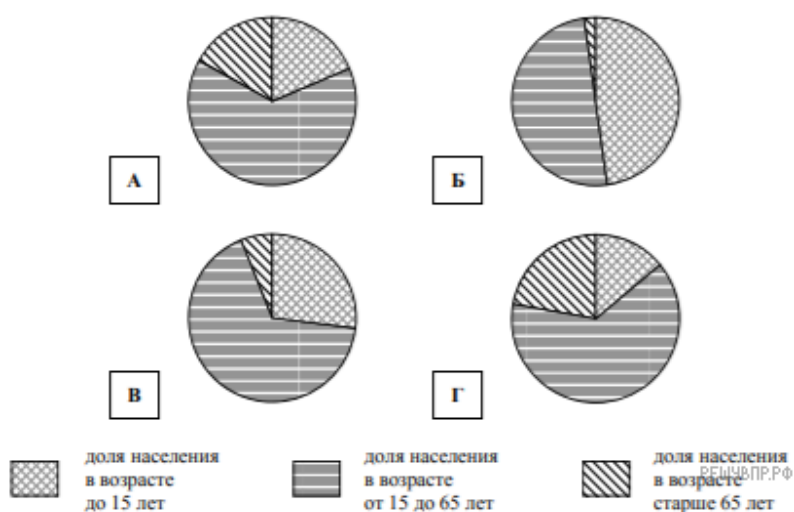 А
Б
В
Г
доля населения
в возрасте
до 15 лет
доля населения
в возрасте
от 15 до 65 лет
доля населения
в возрасте
старше 65 лет
РЕШУВПР.РФ